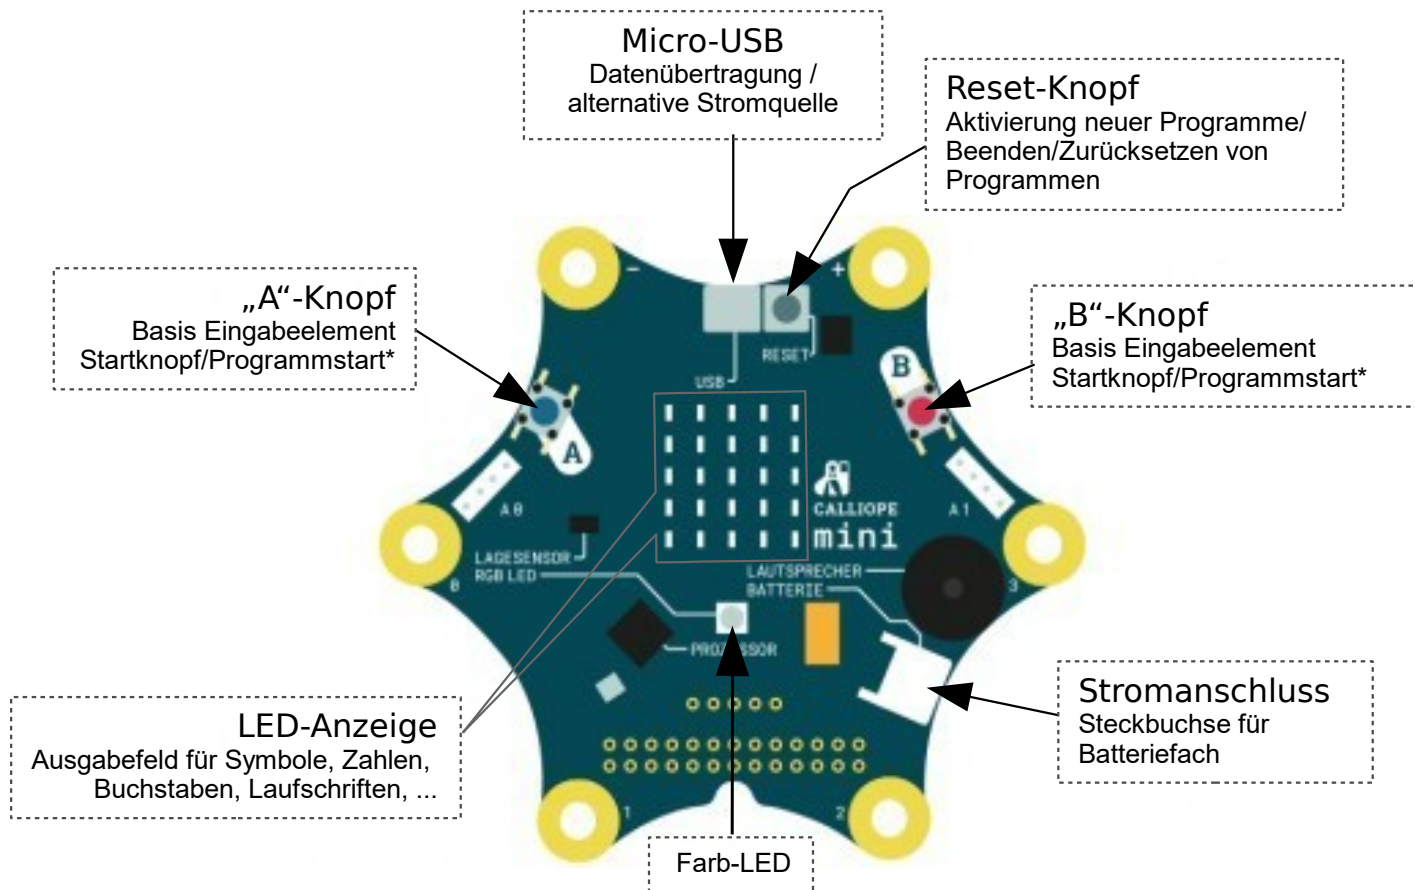 Micro-USB
Datenübertragung /
alternative Stromquelle
Reset-Knopf
Aktivierung neuer Programme/
Beenden/Zurücksetzen von
Programmen
„A“-Knopf
Basis Eingabeelement
Startknopf/Programmstart*
„B“-Knopf
Basis Eingabeelement
Startknopf/Programmstart*
- +
RESET
USB
B
A
A0
A1
CALLIOPE
mini
LAGESENSOR
RGB LED
LAUTSPRECHER
BATTERIE
0
3
PROZESSOR
LED-Anzeige
Ausgabefeld für Symbole, Zahlen,
Buchstaben, Laufschriften, ...
Stromanschluss
Steckbuchse für
Batteriefach
1
2
Farb-LED